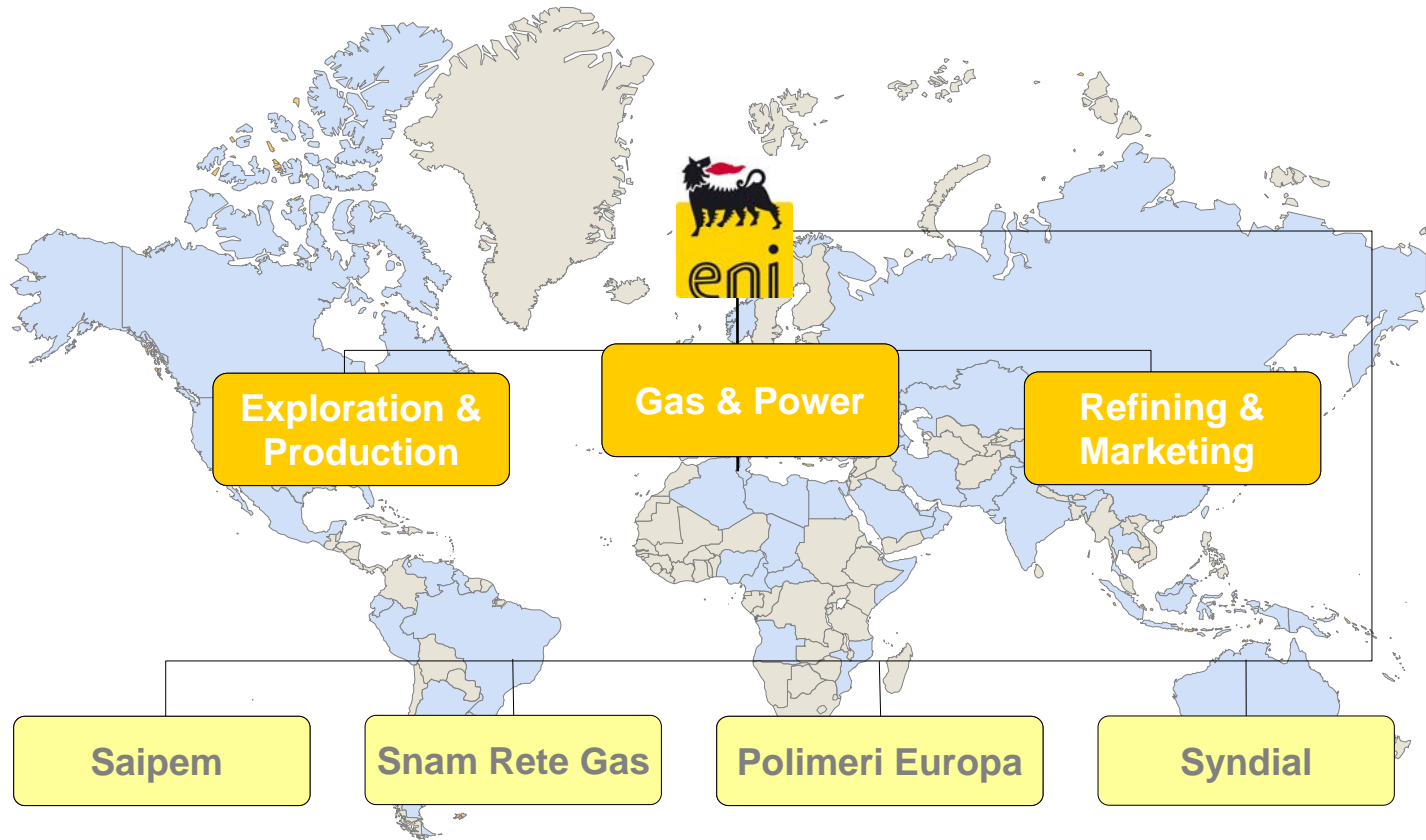 eni
Gas & Power
Exploration &
Production
Refining &
Marketing
Saipem
Snam Rete Gas
Polimeri Europa
Syndial